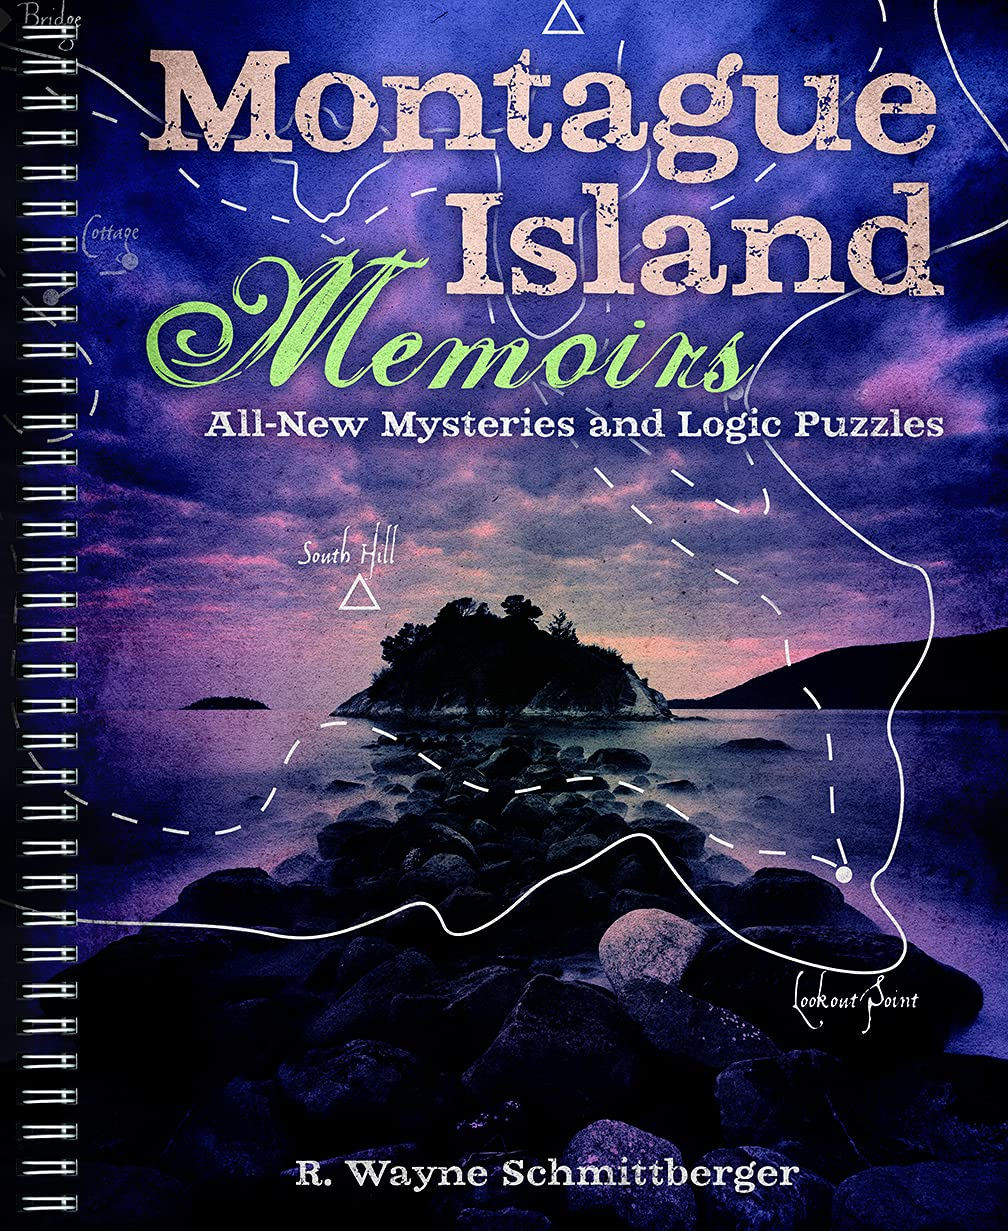 Bridge
Montague
Island
Cottage
Memoirs
All-New Mysteries and Logic Puzzles
South Hill
Lookout Point
R. Wayne Schmittberger